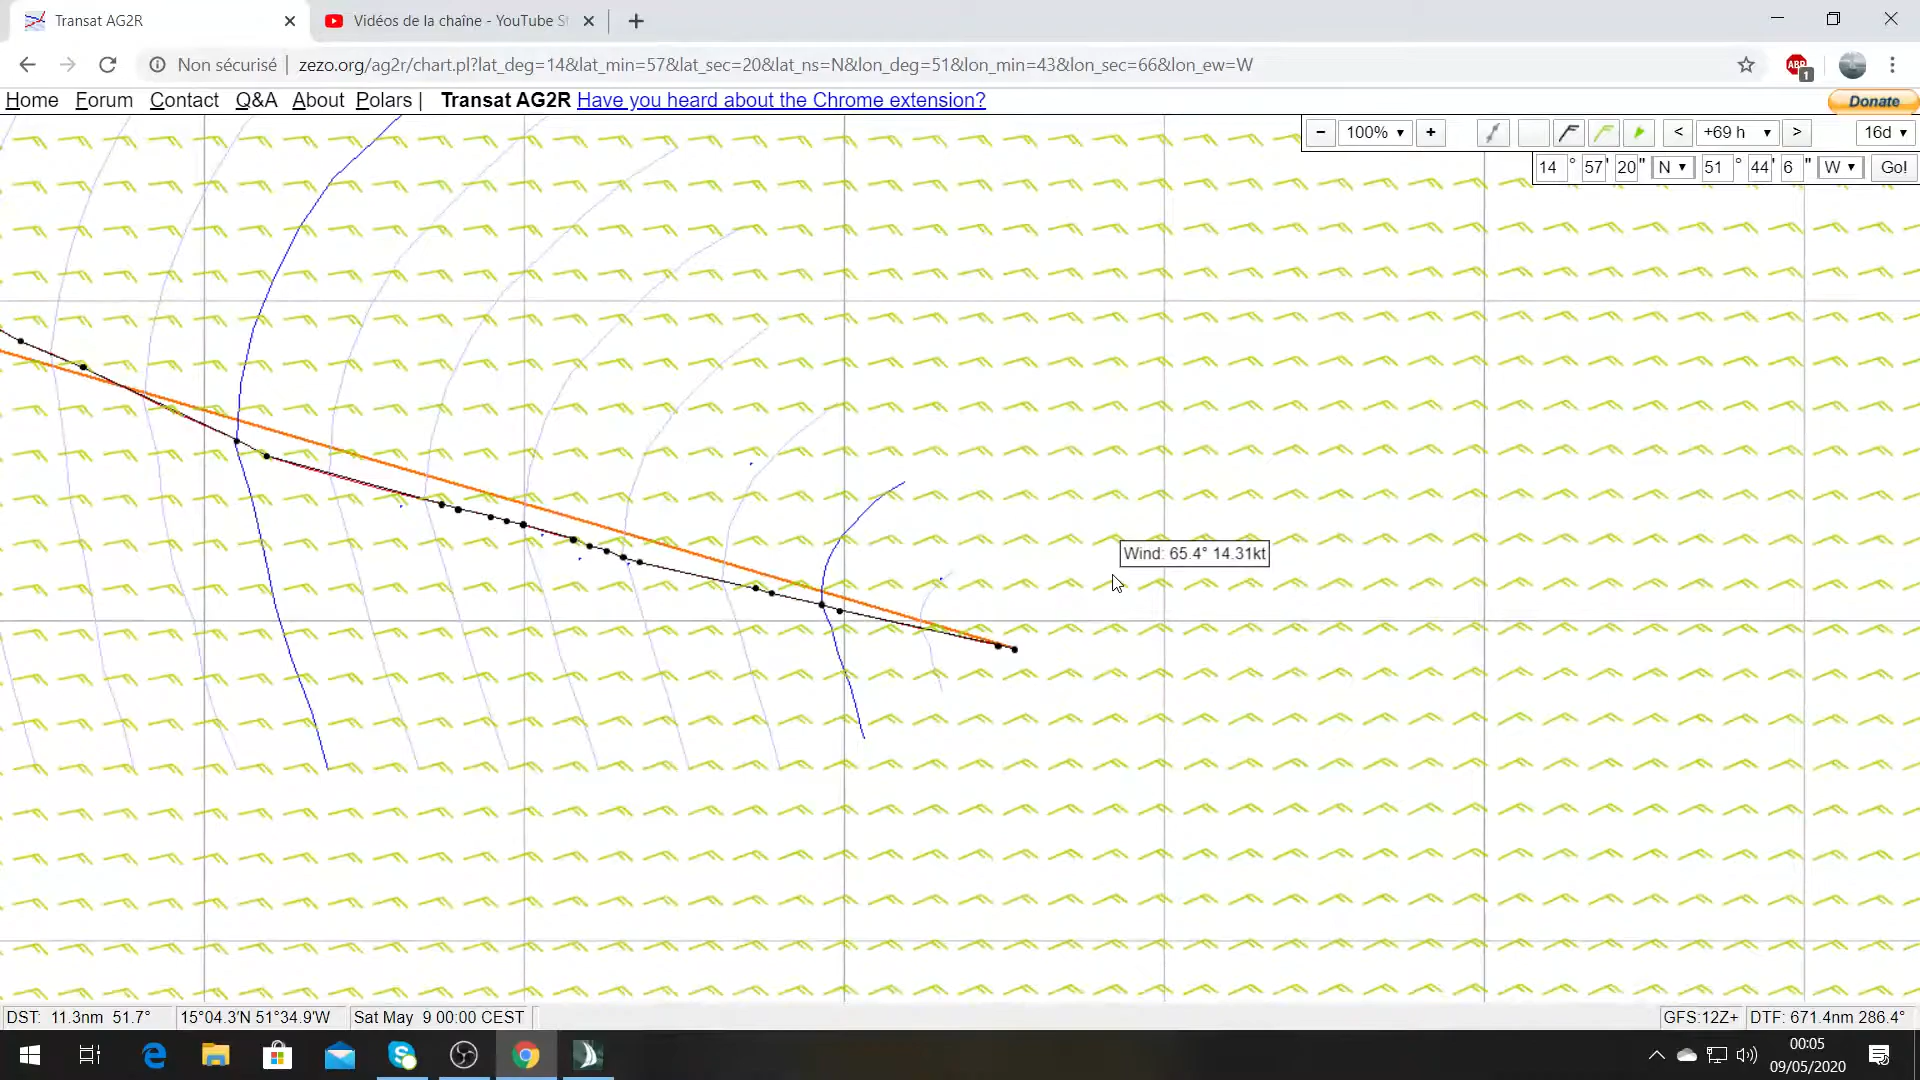 Transat AG2R
Vidéos de la chaîne - YouTube St
Non sécurisé | zezo.org/ag2r/chart.pl?lat_deg=14&lat_min=57&lat_sec=20&lat_ns=N&lon_deg=51&lon_min=43&lon_sec=66&lon_ew=W
ABP 1
Home Forum Contact Q&A About Polars | Transat AG2R Have you heard about the Chrome extension?
Donate
− 100% + < +69 h > 16d
14 ° 57' 20" N 51 ° 44' 6 " W Go!
Wind: 65.4° 14.31kt
DST: 11.3nm 51.7° 15°04.3'N 51°34.9'W Sat May 9 00:00 CEST GFS:12Z+ DTF: 671.4nm 286.4°
00:05
09/05/2020